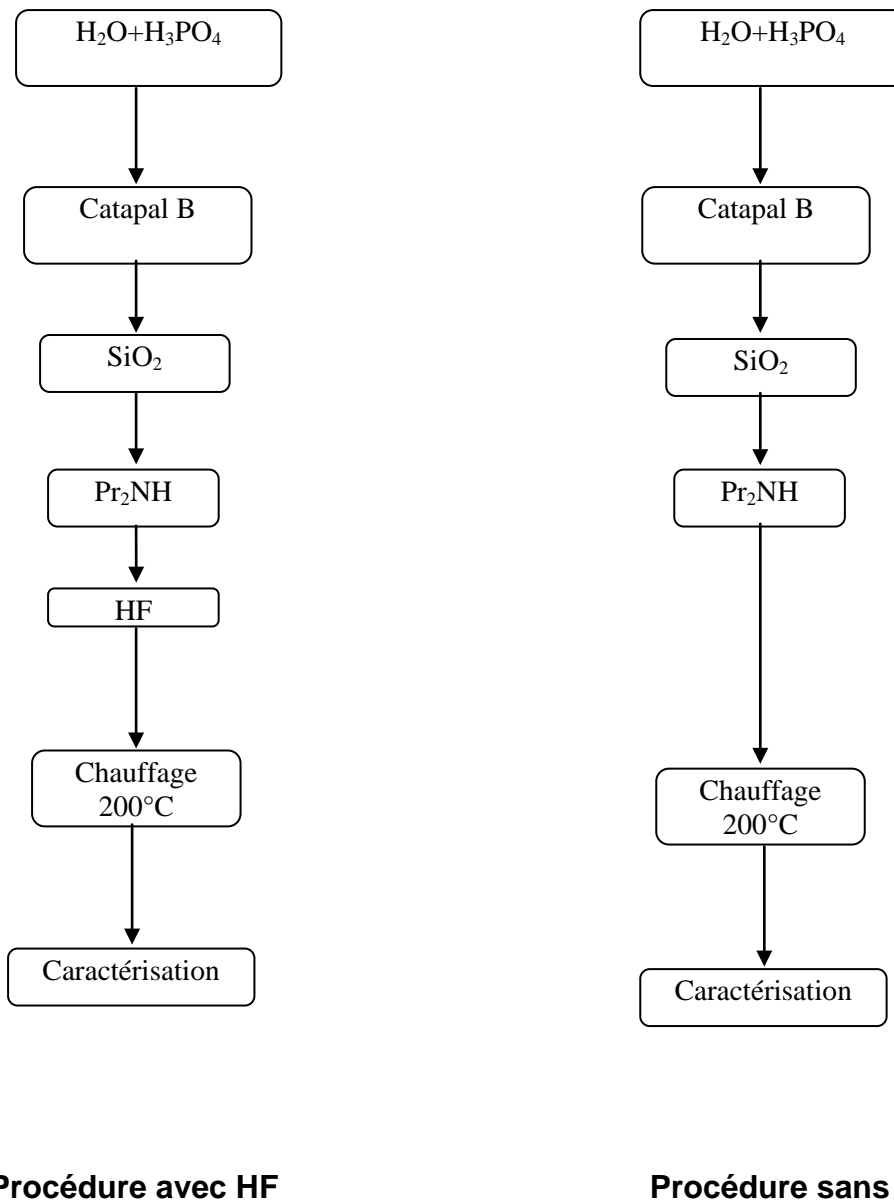 H₂O+H₃PO₄
Catapal B
SiO₂
Pr₂NH
HF
Chauffage
200°C
Caractérisation
Procédure avec HF
H₂O+H₃PO₄
Catapal B
SiO₂
Pr₂NH
Chauffage
200°C
Caractérisation
Procédure sans